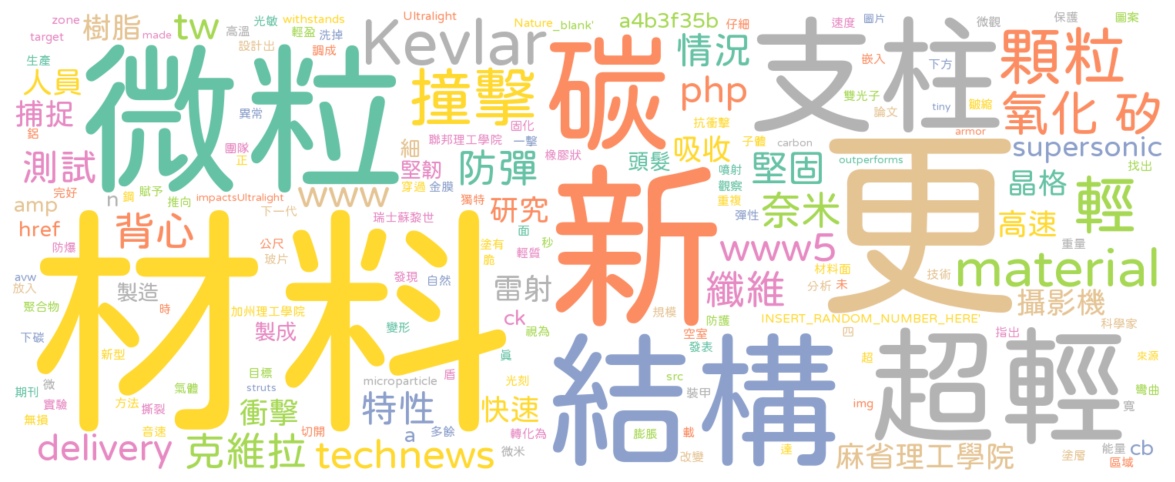 微粒
材料
新
更
碳
結構
支柱
超輕
Kevlar
撞擊
顆粒
氧化 矽
tw
樹脂
人員
捕捉
測試
背心
www
防彈
研究
情況
php
a4b3f35b
吸收
堅固
奈米
www5
纖維
雷射
material
supersonic
晶格
高速
輕
攝影機
delivery
克維拉
technews
衝擊
特性
快速
麻省理工學院
製造
製成
堅韌
細
頭髮
ck
href
amp
n
a
cb
img
zone
target
made
光敏
高溫
設計出
輕盈
withstands
洗掉
調成
Ultralight
Nature
_blank'
仔細
速度
圖片
微觀
保護
圖案
生產
鋁
異常
團隊
正
聯邦理工學院
固化
一擊
橡膠狀
抗衝擊
子體
雙光子
嵌入
下方
論文
tiny
破綻
armor
carbon
outperforms
找出
完好
賦予
鋼
推向
impactsUltralight
穿過
金膜
噴射
觀察
重複
獨特
彈性
下一代
瑞士蘇黎世
面
秒
塗有
輕質
脆
防爆
公尺
玻片
發現
自然
avw
放入
聚合物
時
加州理工學院
變形
視為
規模
空室
防護
發表
材料面
分析
未
技術
重量
INSERT_RANDOM_NUMBER_HERE
四
指出
科學家
來源
下碳
新型
期刊
微
實驗
方法
撕裂
無損
氣體
目標
struts
microparticle
盾
光刻
音速
切開
多餘
轉化為
微米
src
裝甲
膨脹
載
改變
達
超
彎曲
寬
能量
塗層
區域